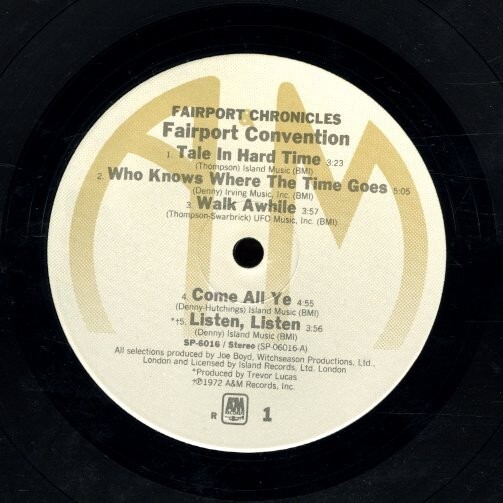 FAIRPORT CHRONICLES
Fairport Convention
1. Tale In Hard Time 3:23
(Thompson) Island Music (BMI)
2. Who Knows Where The Time Goes 5:05
(Denny) Irving Music, Inc. (BMI)
3. Walk Awhile 3:57
(Thompson-Swarbrick) UFO Music, Inc. (BMI)
4. Come All Ye 4:55
(Denny-Hutchings) Island Music (BMI)
*†5. Listen, Listen 3:56
(Denny) Island Music (BMI)
SP-6016 / Stereo (SP-06016-A)
All selections produced by Joe Boyd, Witchseason Productions, Ltd.,
London and Licensed by Island Records, Ltd. London
*Produced by Trevor Lucas
†℗1972 A&M Records, Inc.
R A&M RECORDS 1